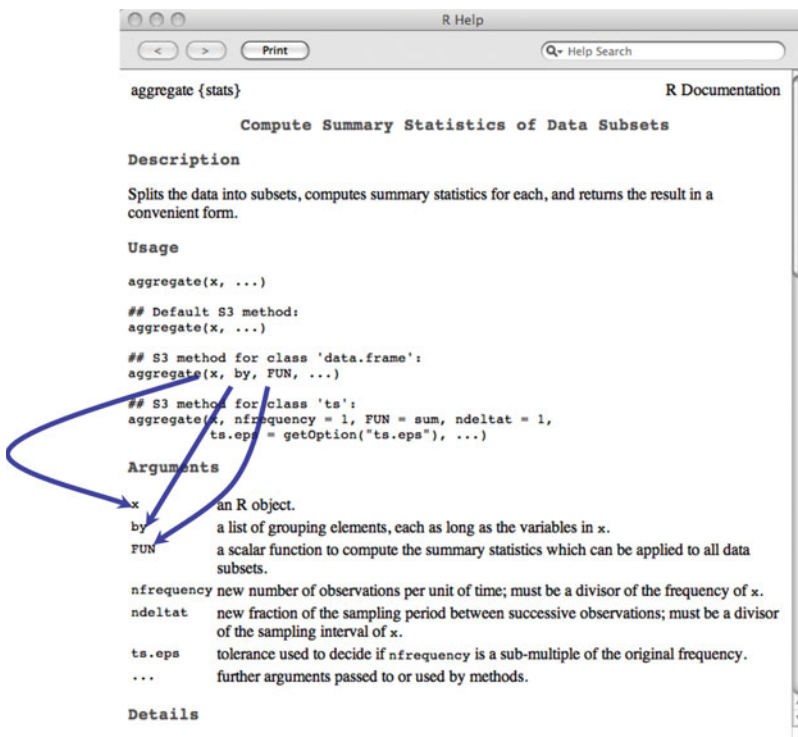 R Help
< > Print Help Search
aggregate {stats} R Documentation
Compute Summary Statistics of Data Subsets
Description
Splits the data into subsets, computes summary statistics for each, and returns the result in a
convenient form.
Usage
aggregate(x, ...)
## Default S3 method:
aggregate(x, ...)
## S3 method for class 'data.frame':
aggregate(x, by, FUN, ...)
## S3 method for class 'ts':
aggregate(x, nfrequency = 1, FUN = sum, ndeltat = 1,
ts.eps = getOption("ts.eps"), ...)
Arguments
x an R object.
by a list of grouping elements, each as long as the variables in x.
FUN a scalar function to compute the summary statistics which can be applied to all data
subsets.
nfrequency new number of observations per unit of time; must be a divisor of the frequency of x.
ndeltat new fraction of the sampling period between successive observations; must be a divisor
of the sampling interval of x.
ts.eps tolerance used to decide if nfrequency is a sub-multiple of the original frequency.
... further arguments passed to or used by methods.
Details